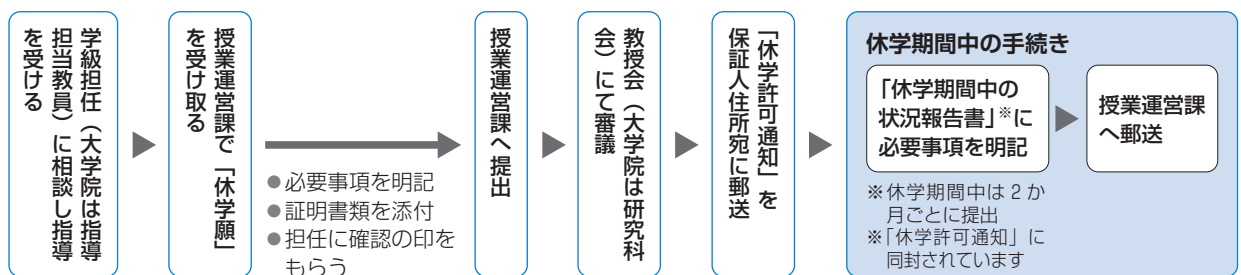 学級担任（大学院は指導
担当教員）に相談し指導
を受ける
授業運営課で「休学願」
を受け取る
●必要事項を明記
●証明書類を添付
●担任に確認の印を
もらう
授業運営課へ提出
教授会（大学院は研究科
会）にて審議
「休学許可通知」を
保証人住所宛に郵送
休学期間中の手続き
「休学期間中の
状況報告書」※に
必要事項を明記
※休学期間中は2か
月ごとに提出
※「休学許可通知」に
同封されています
授業運営課
へ郵送